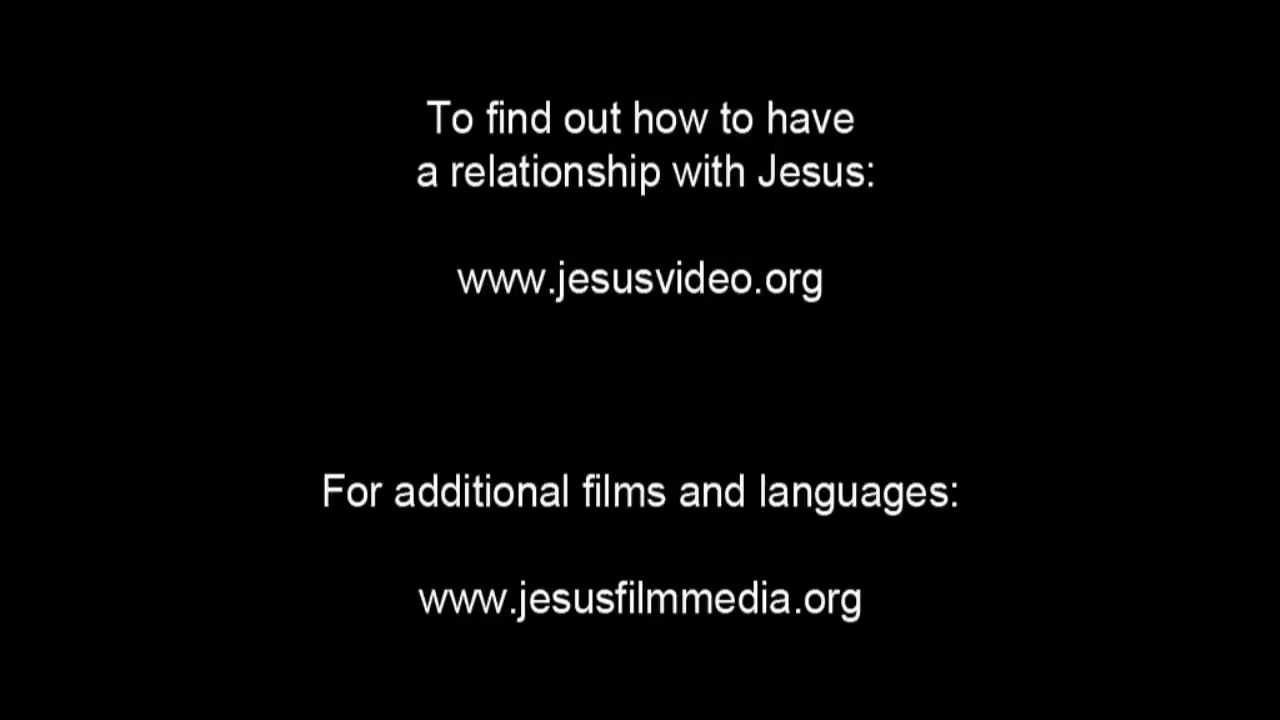 To find out how to have
a relationship with Jesus:
www.jesusvideo.org
For additional films and languages:
www.jesusfilmmedia.org